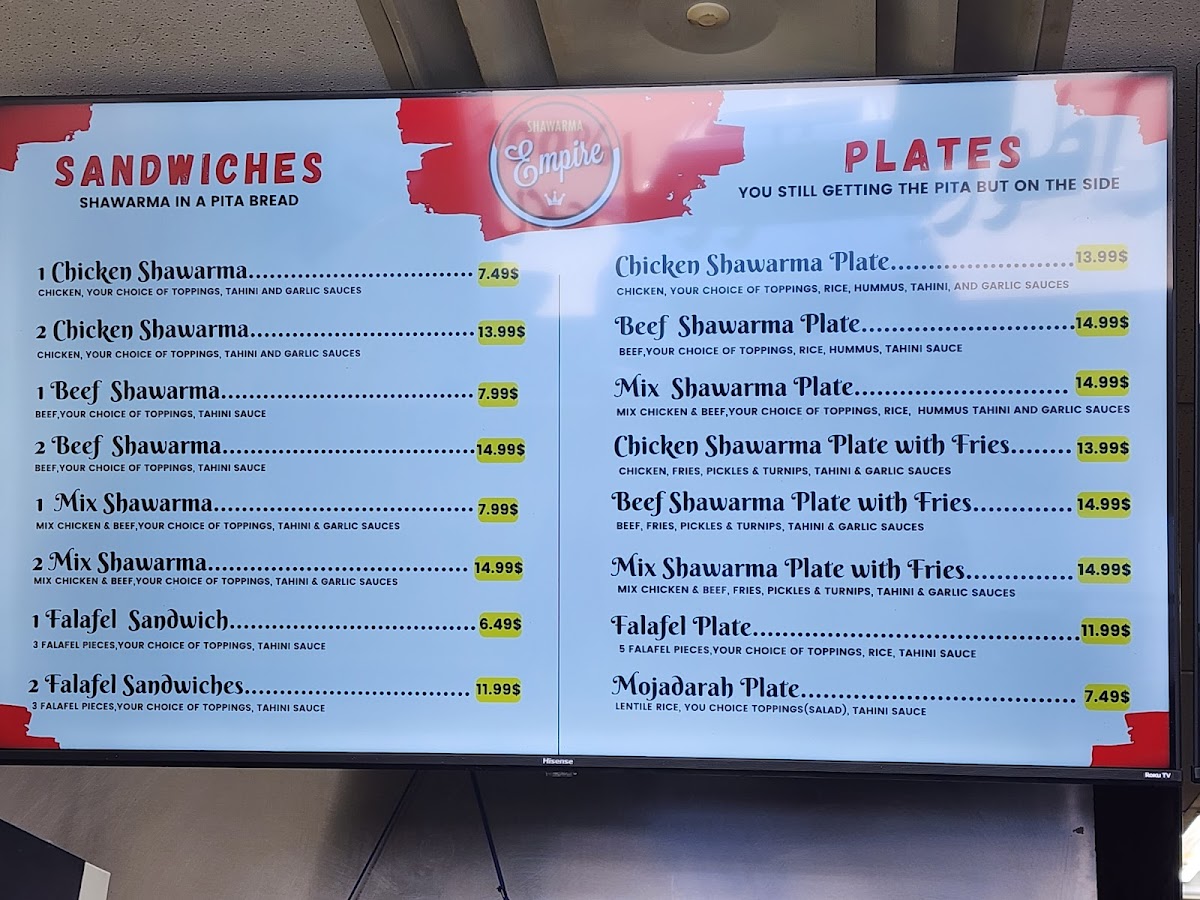 SHAWARMA
Empire
SANDWICHES
SHAWARMA IN A PITA BREAD
1 Chicken Shawarma........................ 7.49$
CHICKEN, YOUR CHOICE OF TOPPINGS, TAHINI AND GARLIC SAUCES
2 Chicken Shawarma........................ 13.99$
CHICKEN, YOUR CHOICE OF TOPPINGS, TAHINI AND GARLIC SAUCES
1 Beef Shawarma........................ 7.99$
BEEF,YOUR CHOICE OF TOPPINGS, TAHINI SAUCE
2 Beef Shawarma........................ 14.99$
BEEF,YOUR CHOICE OF TOPPINGS, TAHINI SAUCE
1 Mix Shawarma........................ 7.99$
MIX CHICKEN & BEEF,YOUR CHOICE OF TOPPINGS, TAHINI & GARLIC SAUCES
2 Mix Shawarma........................ 14.99$
MIX CHICKEN & BEEF,YOUR CHOICE OF TOPPINGS, TAHINI & GARLIC SAUCES
1 Falafel Sandwich........................ 6.49$
3 FALAFEL PIECES,YOUR CHOICE OF TOPPINGS, TAHINI SAUCE
2 Falafel Sandwiches........................ 11.99$
3 FALAFEL PIECES,YOUR CHOICE OF TOPPINGS, TAHINI SAUCE
PLATES
YOU STILL GETTING THE PITA BUT ON THE SIDE
Chicken Shawarma Plate........................ 13.99$
CHICKEN, YOUR CHOICE OF TOPPINGS, RICE, HUMMUS, TAHINI, AND GARLIC SAUCES
Beef Shawarma Plate........................ 14.99$
BEEF,YOUR CHOICE OF TOPPINGS, RICE, HUMMUS, TAHINI SAUCE
Mix Shawarma Plate........................ 14.99$
MIX CHICKEN & BEEF,YOUR CHOICE OF TOPPINGS, RICE, HUMMUS TAHINI AND GARLIC SAUCES
Chicken Shawarma Plate with Fries........ 13.99$
CHICKEN, FRIES, PICKLES & TURNIPS, TAHINI & GARLIC SAUCES
Beef Shawarma Plate with Fries............. 14.99$
BEEF, FRIES, PICKLES & TURNIPS, TAHINI & GARLIC SAUCES
Mix Shawarma Plate with Fries.............. 14.99$
MIX CHICKEN & BEEF, FRIES, PICKLES & TURNIPS, TAHINI & GARLIC SAUCES
Falafel Plate........................ 11.99$
5 FALAFEL PIECES,YOUR CHOICE OF TOPPINGS, RICE, TAHINI SAUCE
Mojadarah Plate........................ 7.49$
LENTILE RICE, YOU CHOICE TOPPINGS(SALAD), TAHINI SAUCE
Hisense
Roku TV